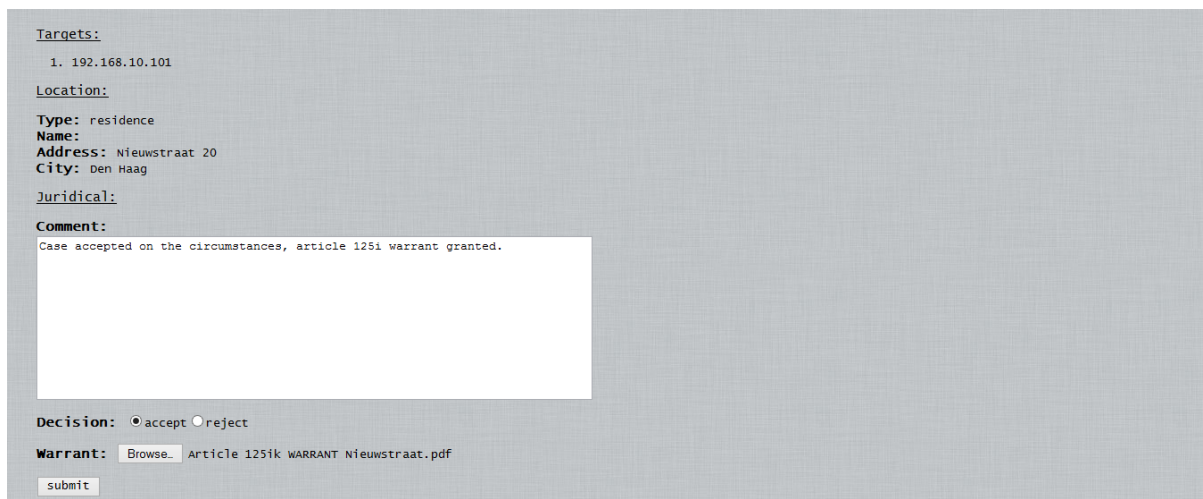 Targets:
1. 192.168.10.101
Location:
Type: residence
Name:
Address: Nieuwstraat 20
City: Den Haag
Juridical:
Comment:
Case accepted on the circumstances, article 125i warrant granted.
Decision: accept reject
Warrant: Browse… Article 125ik WARRANT Nieuwstraat.pdf
submit